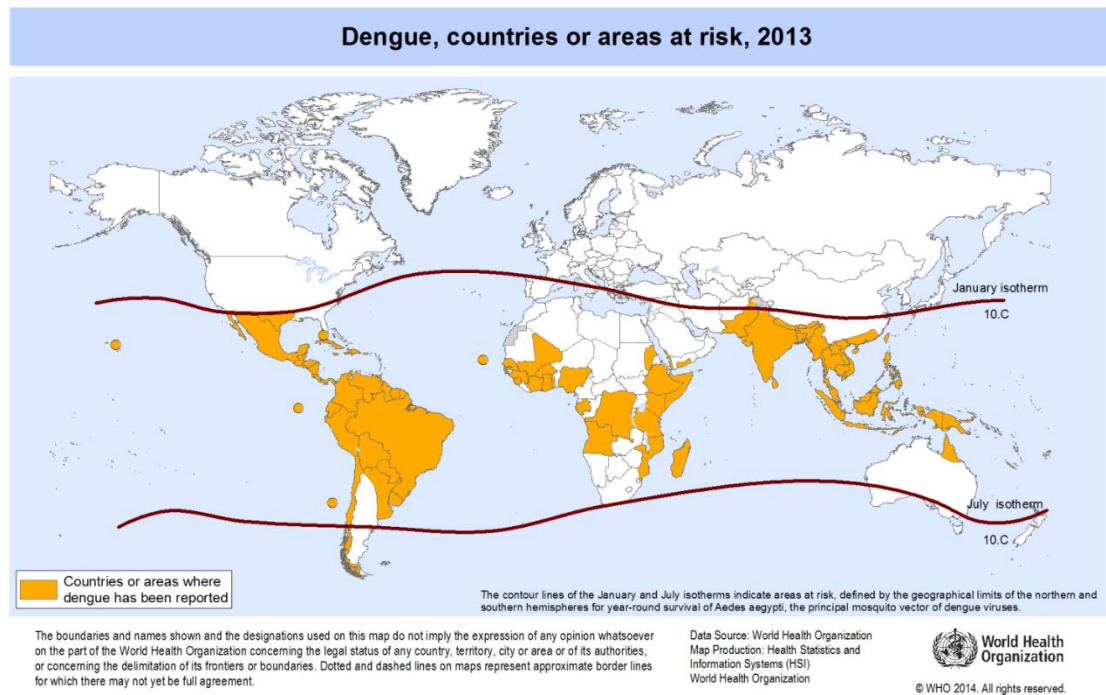 Dengue, countries or areas at risk, 2013
January isotherm
10.C
July isotherm
10.C
Countries or areas where
dengue has been reported
The contour lines of the January and July isotherms indicate areas at risk, defined by the geographical limits of the northern and
southern hemispheres for year-round survival of Aedes aegypti, the principal mosquito vector of dengue viruses.
The boundaries and names shown and the designations used on this map do not imply the expression of any opinion whatsoever
on the part of the World Health Organization concerning the legal status of any country, territory, city or area or of its authorities,
or concerning the delimitation of its frontiers or boundaries. Dotted and dashed lines on maps represent approximate border lines
for which there may not yet be full agreement.
Data Source: World Health Organization
Map Production: Health Statistics and
Information Systems (HSI)
World Health Organization
World Health
Organization
© WHO 2014. All rights reserved.